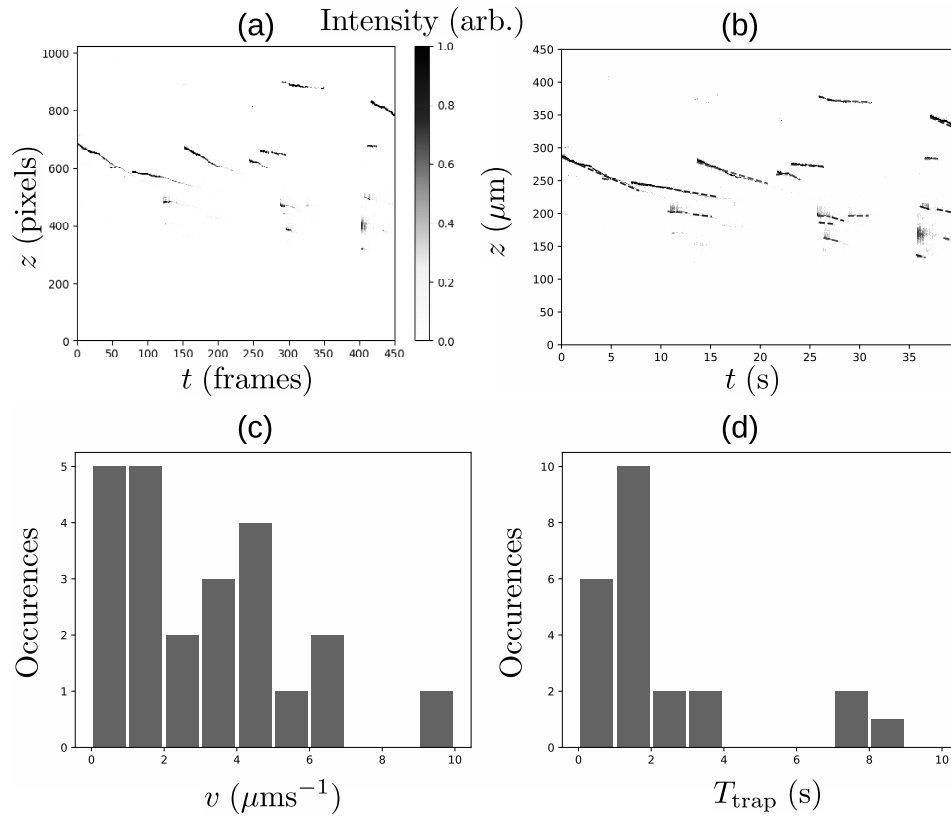 (a)
Intensity (arb.)
(b)
1000
800
600
400
200
0
z (pixels)
0 50 100 150 200 250 300 350 400 450
t (frames)
1.0
0.8
0.6
0.4
0.2
0.0
450
400
350
300
250
200
150
100
50
0
z (μm)
0 5 10 15 20 25 30 35
t (s)
(c)
5
4
3
2
1
0
Occurences
0 2 4 6 8 10
v (μms⁻¹)
(d)
10
8
6
4
2
0
Occurences
0 2 4 6 8 10
T_trap (s)